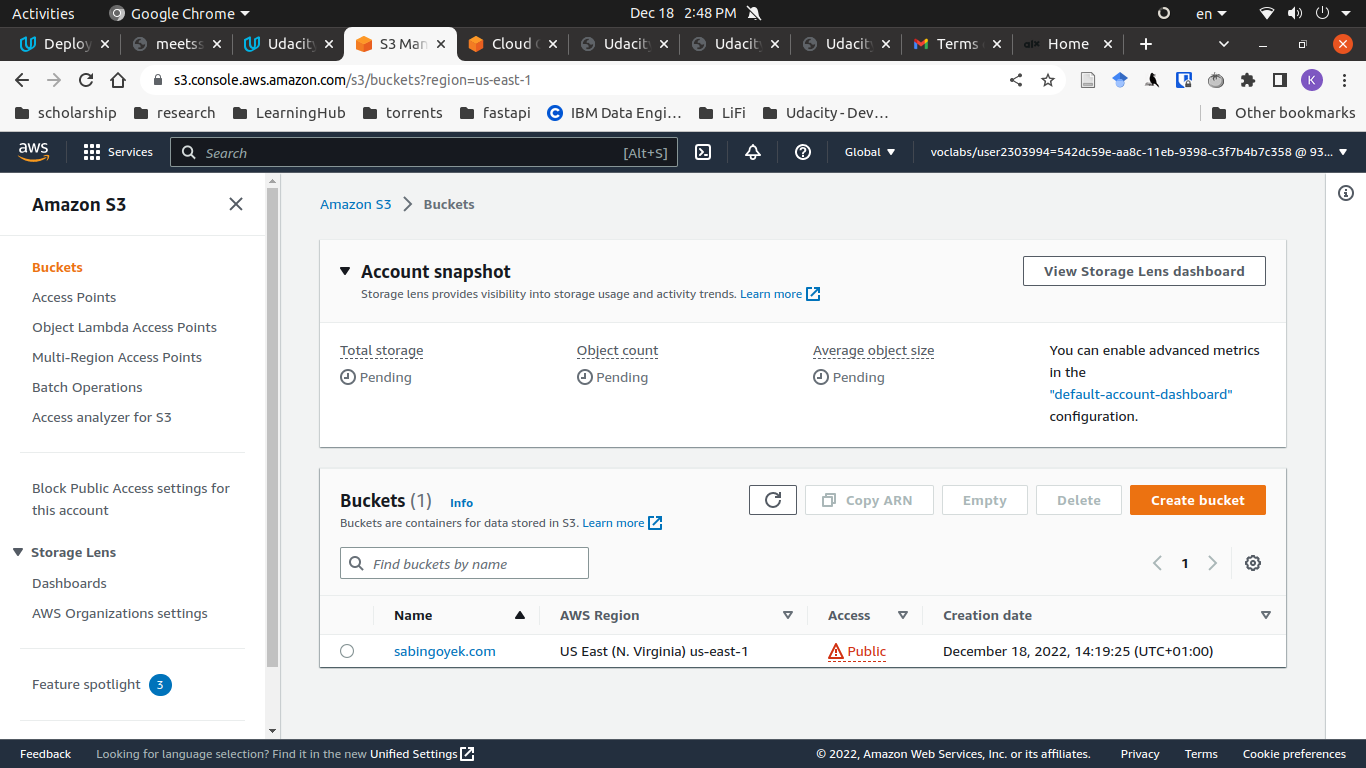 Activities Google Chrome Dec 18 2:48 PM en
Deploy meetss Udacity S3 Man Cloud Udacity Udacity Udacity Terms Home
s3.console.aws.amazon.com/s3/buckets?region=us-east-1 K
scholarship research LearningHub torrents fastapi IBM Data Engi... LiFi Udacity - Dev... Other bookmarks
aws Services Search [Alt+S] Global voclabs/user2303994=542dc59e-aa8c-11eb-9398-c3f7b4b7c358 @ 93...
Amazon S3
Buckets
Access Points
Object Lambda Access Points
Multi-Region Access Points
Batch Operations
Access analyzer for S3
Block Public Access settings for
this account
Storage Lens
Dashboards
AWS Organizations settings
Feature spotlight 3
Amazon S3 Buckets
Account snapshot
View Storage Lens dashboard
Storage lens provides visibility into storage usage and activity trends. Learn more
Total storage Object count Average object size
Pending Pending Pending
You can enable advanced metrics
in the
"default-account-dashboard"
configuration.
Buckets (1) Info
Copy ARN Empty Delete Create bucket
Buckets are containers for data stored in S3. Learn more
Find buckets by name
1
Name AWS Region Access Creation date
sabingoyek.com US East (N. Virginia) us-east-1 Public December 18, 2022, 14:19:25 (UTC+01:00)
Feedback Looking for language selection? Find it in the new Unified Settings © 2022, Amazon Web Services, Inc. or its affiliates. Privacy Terms Cookie preferences